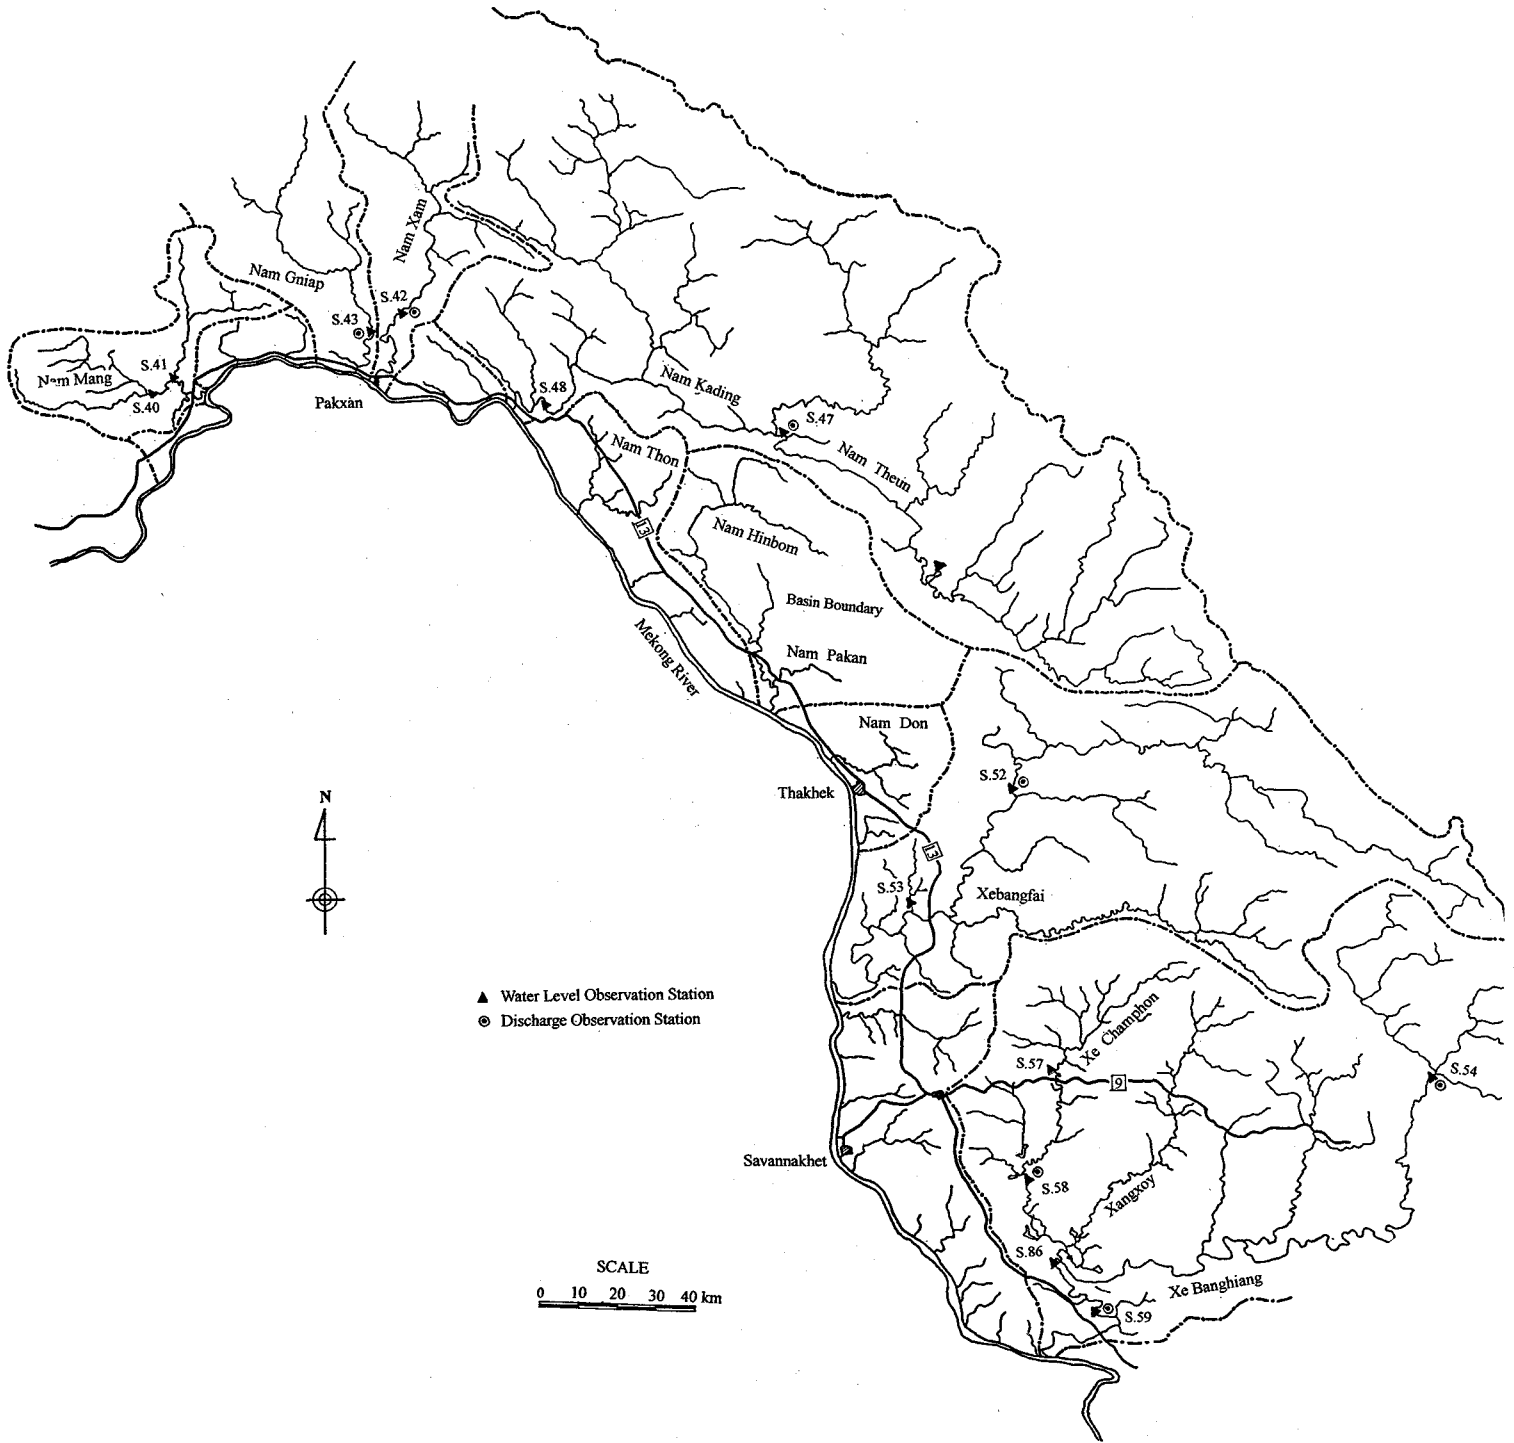 Nam Xam
Nam Gniap
S.42
S.43
S.41
Nam Mang
S.40
Pakxan
S.48
Nam Kading
S.47
Nam Thon
Nam Theun
13
Nam Hinbom
Basin Boundary
Mekong River
Nam Pakan
Nam Don
S.52
Thakhek
N
13
S.53
Xebangfai
Water Level Observation Station
Discharge Observation Station
Xe Champhon
S.57
9
S.54
Savannakhet
S.58
Xangxoy
S.86
SCALE
0 10 20 30 40 km
Xe Banghiang
S.59